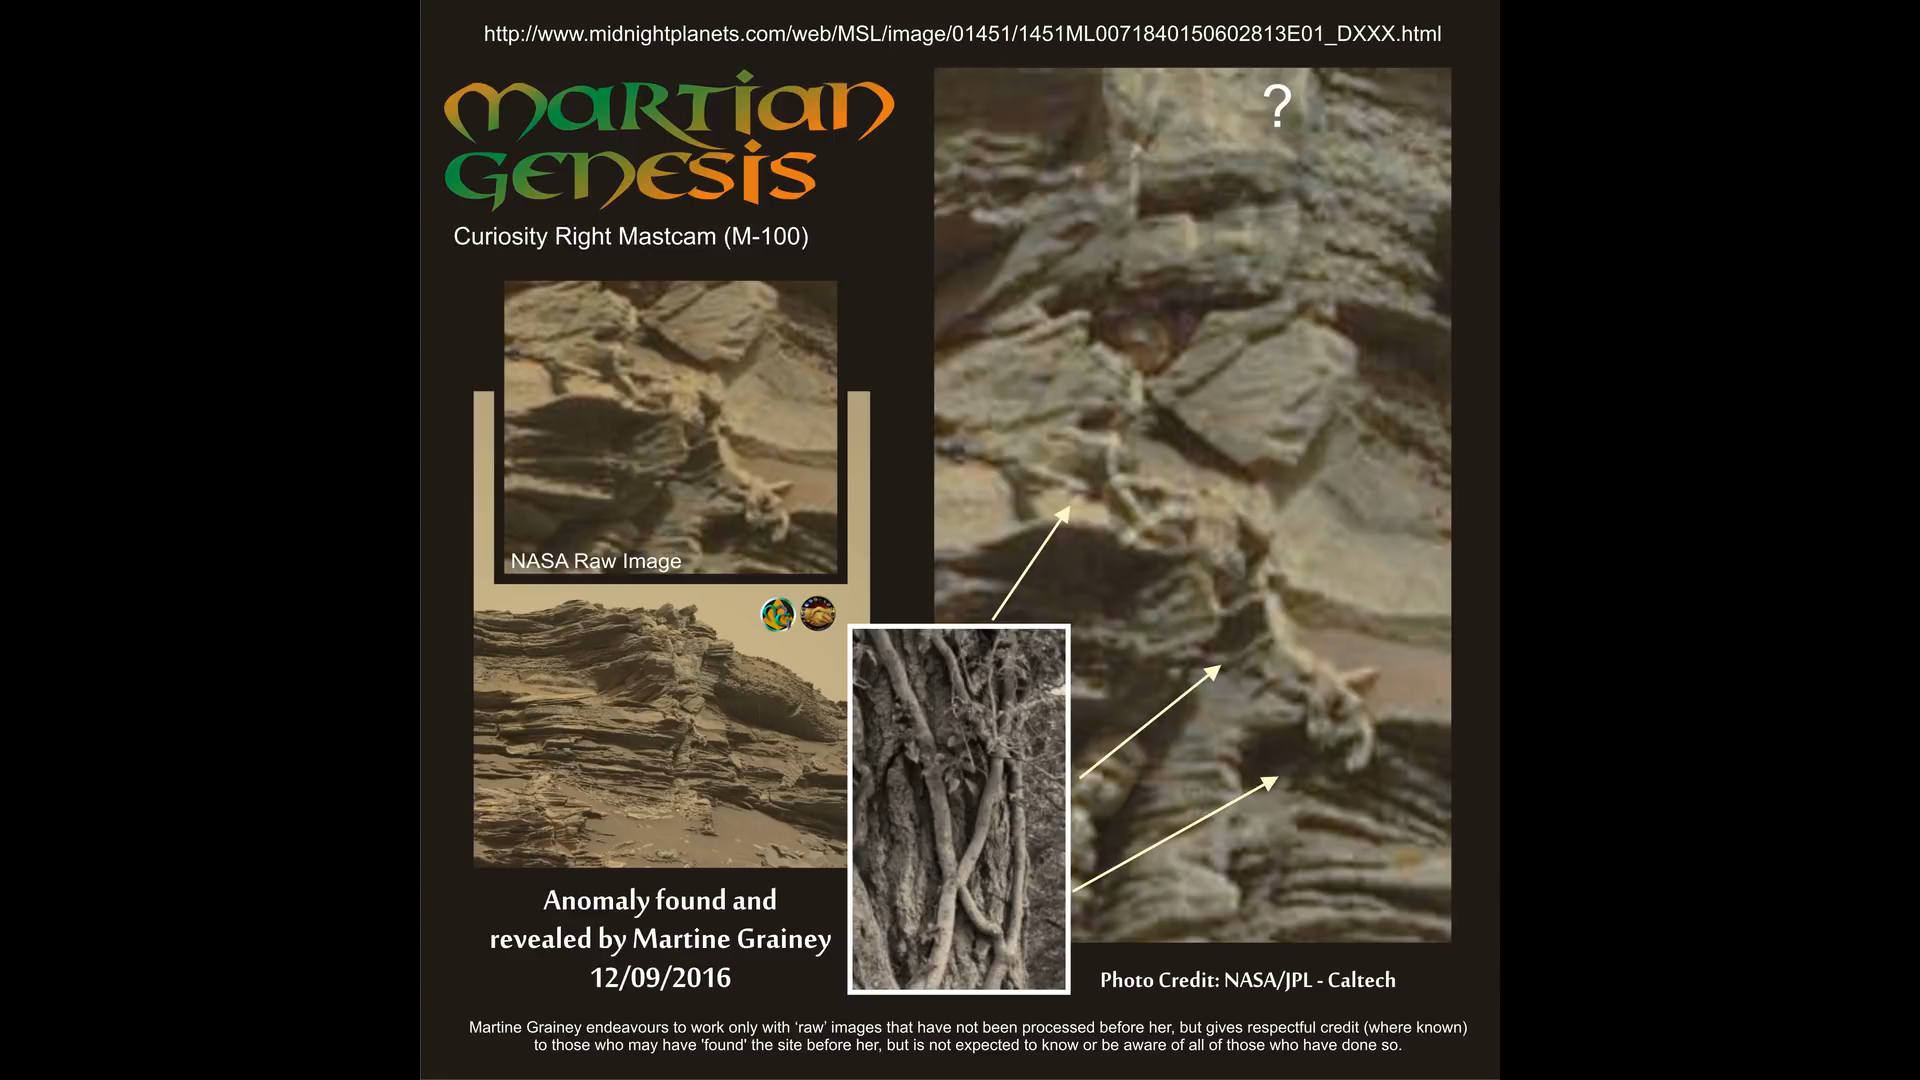 http://www.midnightplanets.com/web/MSL/image/01451/1451ML0071840150602813E01_DXXX.html
MARTIAN
GENESIS
Curiosity Right Mastcam (M-100)
?
NASA Raw Image
Anomaly found and
revealed by Martine Grainey
12/09/2016
Photo Credit: NASA/JPL - Caltech
Martine Grainey endeavours to work only with ‘raw’ images that have not been processed before her, but gives respectful credit (where known)
to those who may have 'found' the site before her, but is not expected to know or be aware of all of those who have done so.